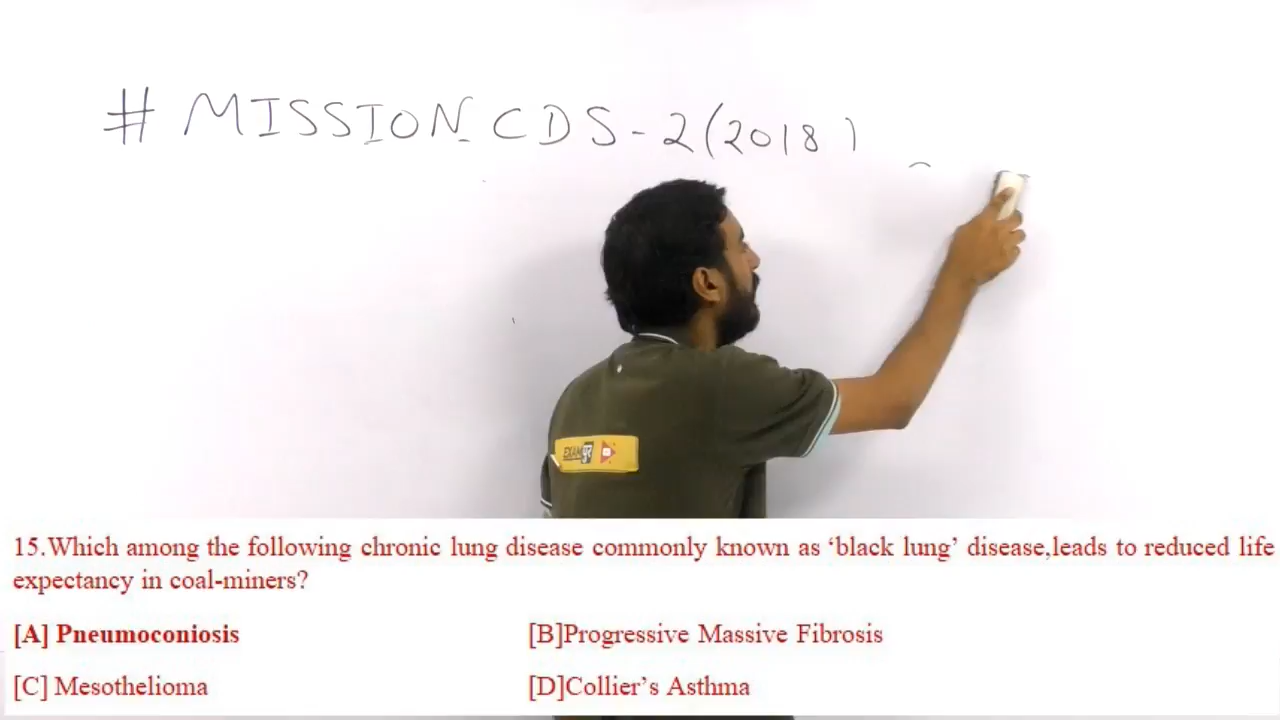 # MISSION CDS-2 (2018)
EXAMপুর
15.Which among the following chronic lung disease commonly known as ‘black lung’ disease,leads to reduced life
expectancy in coal-miners?
[A] Pneumoconiosis [B]Progressive Massive Fibrosis
[C] Mesothelioma [D]Collier’s Asthma